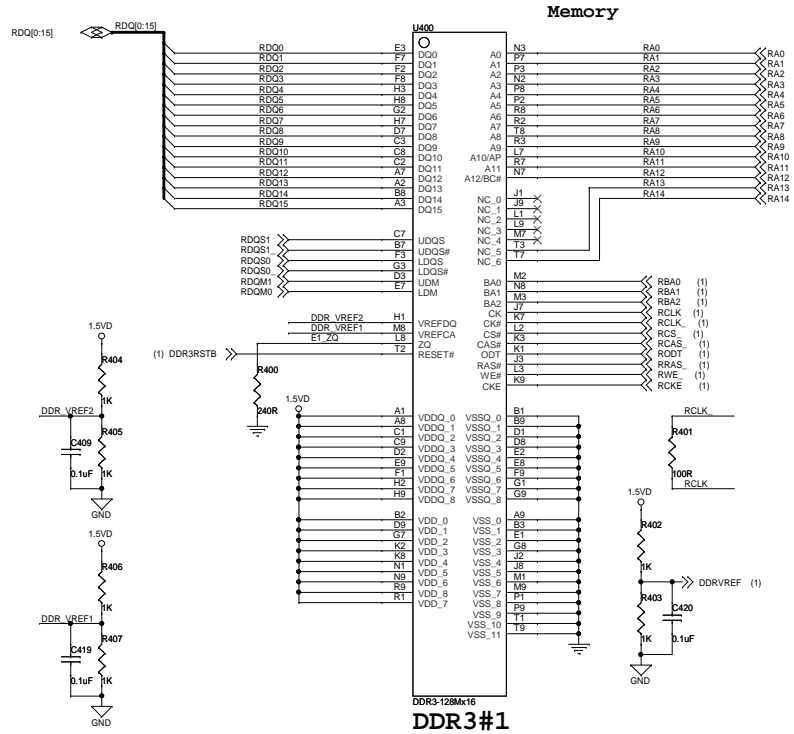 Memory
U400
RDQ[0:15] RDQ[0:15]
RDQ0 E3 DQ0 A0 N3 RA0 RA0
RDQ1 F7 DQ1 A1 P7 RA1 RA1
RDQ2 F2 DQ2 A2 P3 RA2 RA2
RDQ3 F8 DQ3 A3 N2 RA3 RA3
RDQ4 H3 DQ4 A4 P8 RA4 RA4
RDQ5 H8 DQ5 A5 P2 RA5 RA5
RDQ6 G2 DQ6 A6 R8 RA6 RA6
RDQ7 H7 DQ7 A7 R2 RA7 RA7
RDQ8 D7 DQ8 A8 T8 RA8 RA8
RDQ9 C3 DQ9 A9 R3 RA9 RA9
RDQ10 C8 DQ10 A10/AP L7 RA10 RA10
RDQ11 C2 DQ11 A11 R7 RA11 RA11
RDQ12 A7 DQ12 A12/BC# N7 RA12 RA12
RDQ13 A2 DQ13 RA13 RA13
RDQ14 B8 DQ14 NC_0 J1 RA14 RA14
RDQ15 A3 DQ15 NC_1 J9
NC_2 L1
NC_3 L9
NC_4 M7
RDQS1 C7 UDQS NC_5 T3
RDQS1_ B7 UDQS# NC_6 T7
RDQS0 F3 LDQS
RDQS0_ G3 LDQS#
RDQM1 D3 UDM BA0 M2 RBA0 (1)
RDQM0 E7 LDM BA1 N8 RBA1 (1)
BA2 M3 RBA2 (1)
CK J7 RCLK (1)
DDR_VREF2 H1 VREFDQ CK# K7 RCLK_ (1)
DDR_VREF1 M8 VREFCA CS# L2 RCS_ (1)
E1_ZQ L8 ZQ CAS# K3 RCAS_ (1)
(1) DDR3RSTB T2 RESET# ODT K1 RODT (1)
RAS# J3 RRAS_ (1)
WE# L3 RWE_ (1)
CKE K9 RCKE (1)
R400
240R
1.5VD
A1 VDDQ_0 VSSQ_0 B1
A8 VDDQ_1 VSSQ_1 B9
C1 VDDQ_2 VSSQ_2 D1
C9 VDDQ_3 VSSQ_3 D8
D2 VDDQ_4 VSSQ_4 E2
E9 VDDQ_5 VSSQ_5 E8
F1 VDDQ_6 VSSQ_6 F9
H2 VDDQ_7 VSSQ_7 G1
H9 VDDQ_8 VSSQ_8 G9
B2 VDD_0 VSS_0 A9
D9 VDD_1 VSS_1 B3
G7 VDD_2 VSS_2 E1
K2 VDD_3 VSS_3 G8
K8 VDD_4 VSS_4 J2
N1 VDD_5 VSS_5 J8
N9 VDD_6 VSS_6 M1
R9 VDD_8 VSS_7 M9
R1 VDD_7 VSS_8 P1
VSS_9 P9
VSS_10 T1
VSS_11 T9
1.5VD
R404
1K
DDR_VREF2
R405
C409
0.1uF 1K
GND
1.5VD
R406
1K
DDR_VREF1
R407
C419
0.1uF 1K
GND
RCLK_
R401
100R
RCLK
1.5VD
R402
1K
DDRVREF (1)
R403
C420
1K 0.1uF
GND
DDR3-128Mx16
DDR3#1